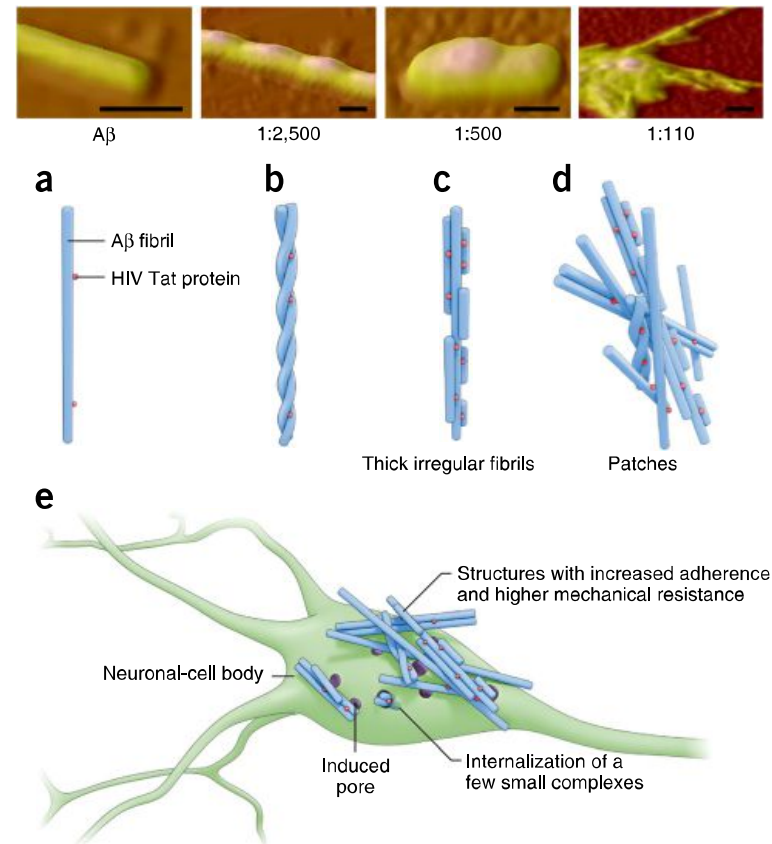 Aβ
1:2,500
1:500
1:110
a
b
c
d
Aβ fibril
HIV Tat protein
Thick irregular fibrils
Patches
e
Structures with increased adherence
and higher mechanical resistance
Neuronal-cell body
Induced
pore
Internalization of a
few small complexes